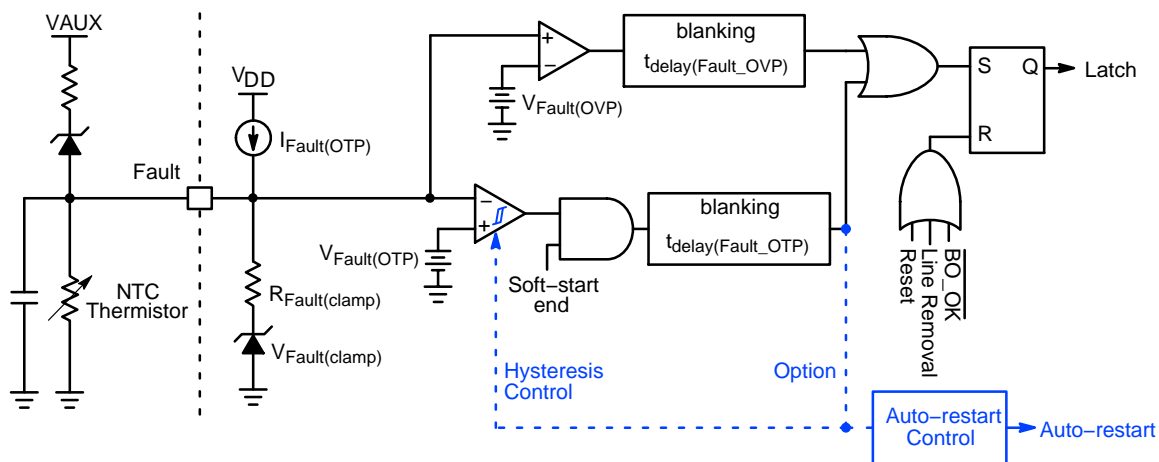 VAUX
VDD
IFault(OTP)
Fault
NTC
Thermistor
RFault(clamp)
VFault(clamp)
+
−
VFault(OVP)
blanking
tdelay(Fault_OVP)
−
+
VFault(OTP)
Soft−start
end
blanking
tdelay(Fault_OTP)
S
Q
R
Latch
Reset
Line Removal
BO_OK
Hysteresis
Control
Option
Auto−restart
Control
Auto−restart